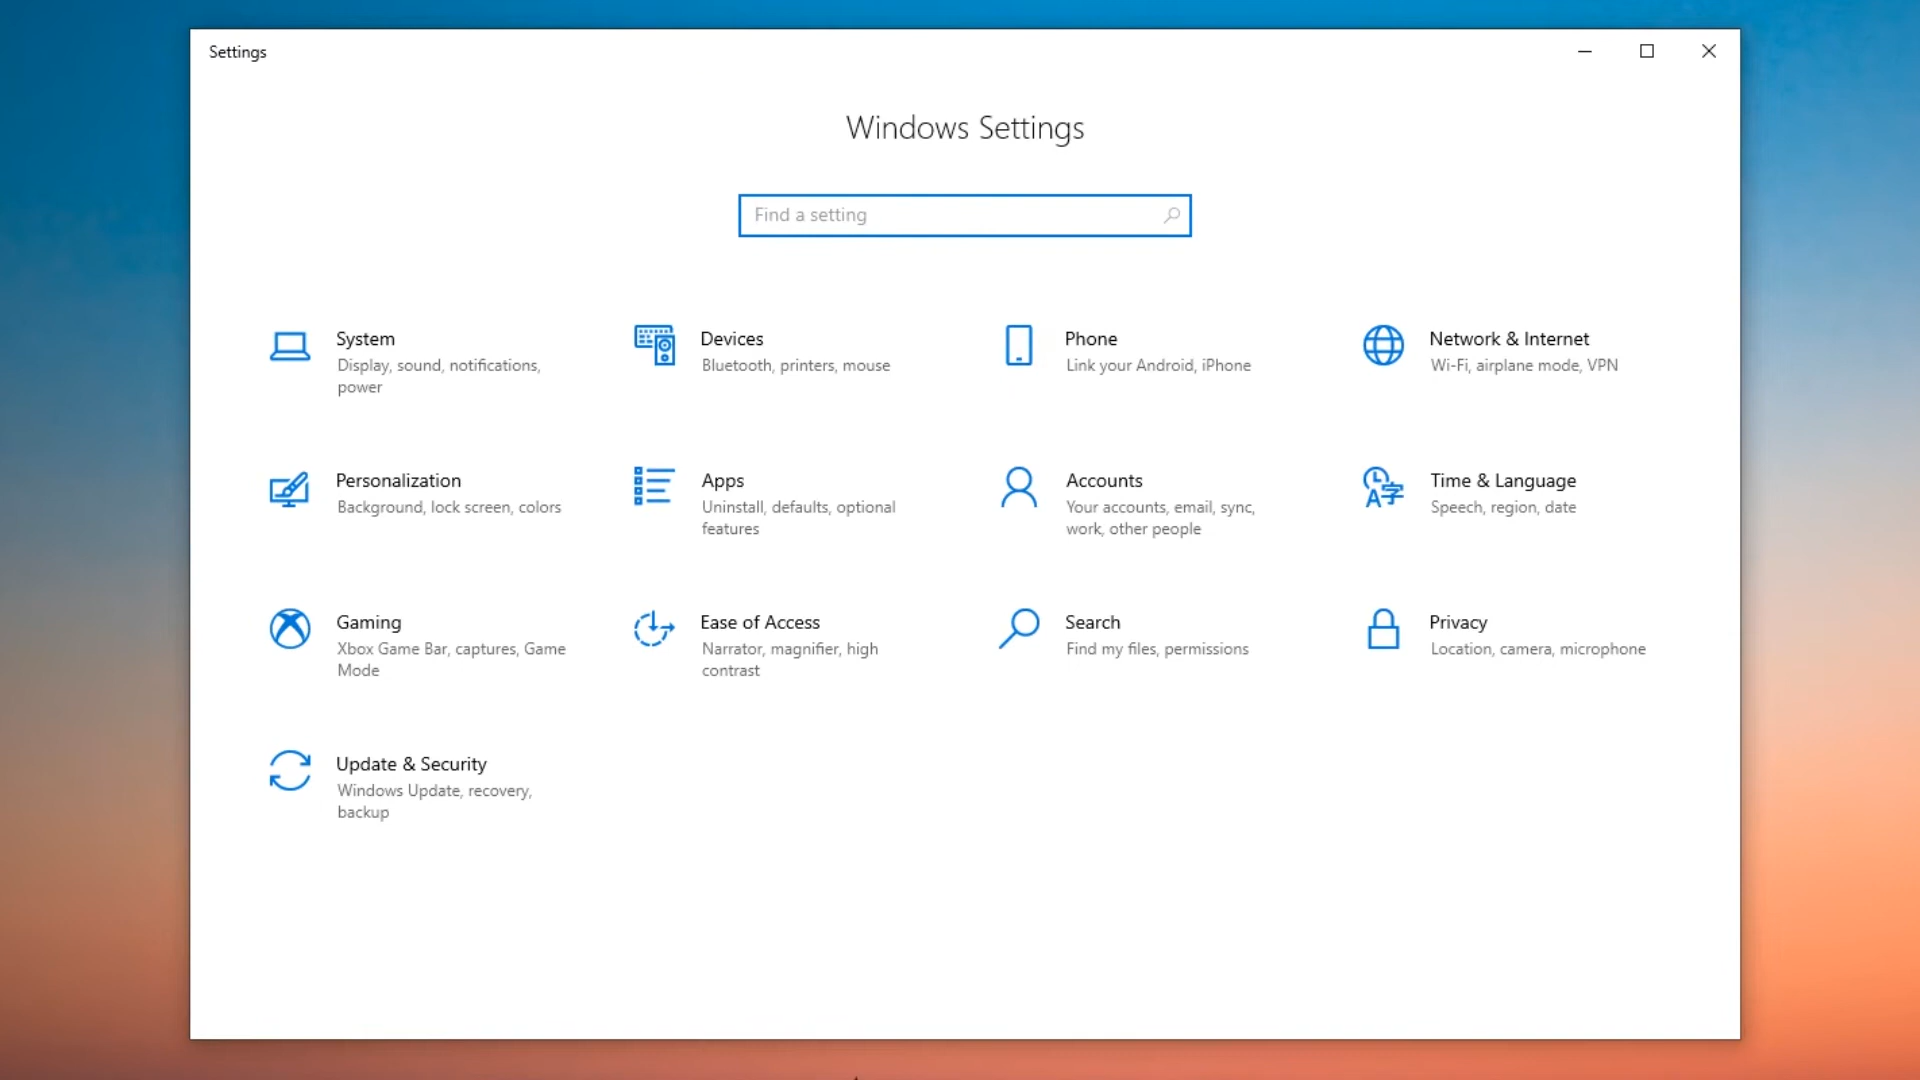 Settings
Windows Settings
Find a setting
System
Display, sound, notifications,
power
Devices
Bluetooth, printers, mouse
Phone
Link your Android, iPhone
Network & Internet
Wi-Fi, airplane mode, VPN
Personalization
Background, lock screen, colors
Apps
Uninstall, defaults, optional
features
Accounts
Your accounts, email, sync,
work, other people
Time & Language
Speech, region, date
Gaming
Xbox Game Bar, captures, Game
Mode
Ease of Access
Narrator, magnifier, high
contrast
Search
Find my files, permissions
Privacy
Location, camera, microphone
Update & Security
Windows Update, recovery,
backup